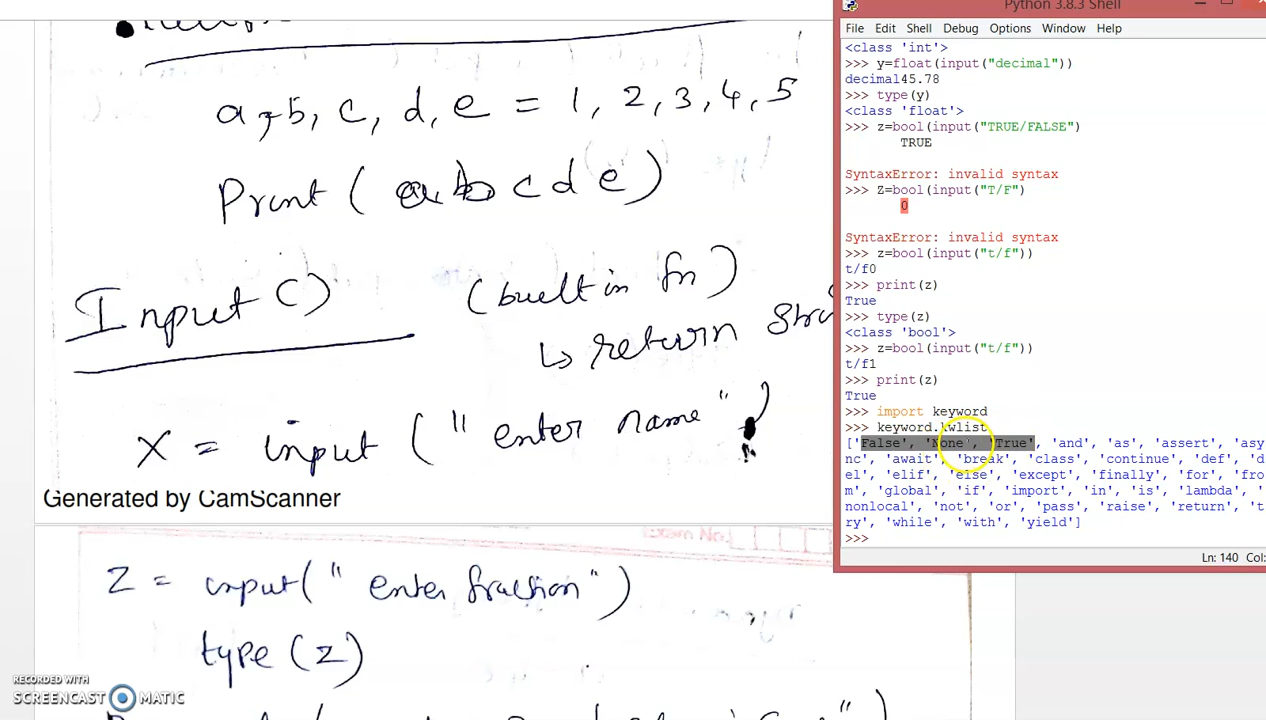 a, b, c, d, e = 1, 2, 3, 4, 5
Print ( a b c d e )
Input ( ) (built in fn)
↳ return
X = input ( " enter name " )
Generated by CamScanner
Z = input( " enter fraction " )
type (z)
RECORDED WITH
SCREENCAST MATIC
Python 3.8.3 Shell
File Edit Shell Debug Options Window Help
<class 'int'>
>>> y=float(input("decimal"))
decimal45.78
>>> type(y)
<class 'float'>
>>> z=bool(input("TRUE/FALSE")
TRUE
SyntaxError: invalid syntax
>>> Z=bool(input("T/F")
0
SyntaxError: invalid syntax
>>> z=bool(input("t/f"))
t/f0
>>> print(z)
True
>>> type(z)
<class 'bool'>
>>> z=bool(input("t/f"))
t/f1
>>> print(z)
True
>>> import keyword
>>> keyword.kwlist
['False', 'None', 'True', 'and', 'as', 'assert', 'asy
nc', 'await', 'break', 'class', 'continue', 'def', 'd
el', 'elif', 'else', 'except', 'finally', 'for', 'fro
m', 'global', 'if', 'import', 'in', 'is', 'lambda', '
nonlocal', 'not', 'or', 'pass', 'raise', 'return', 't
ry', 'while', 'with', 'yield']
>>>
Ln: 140 Col: